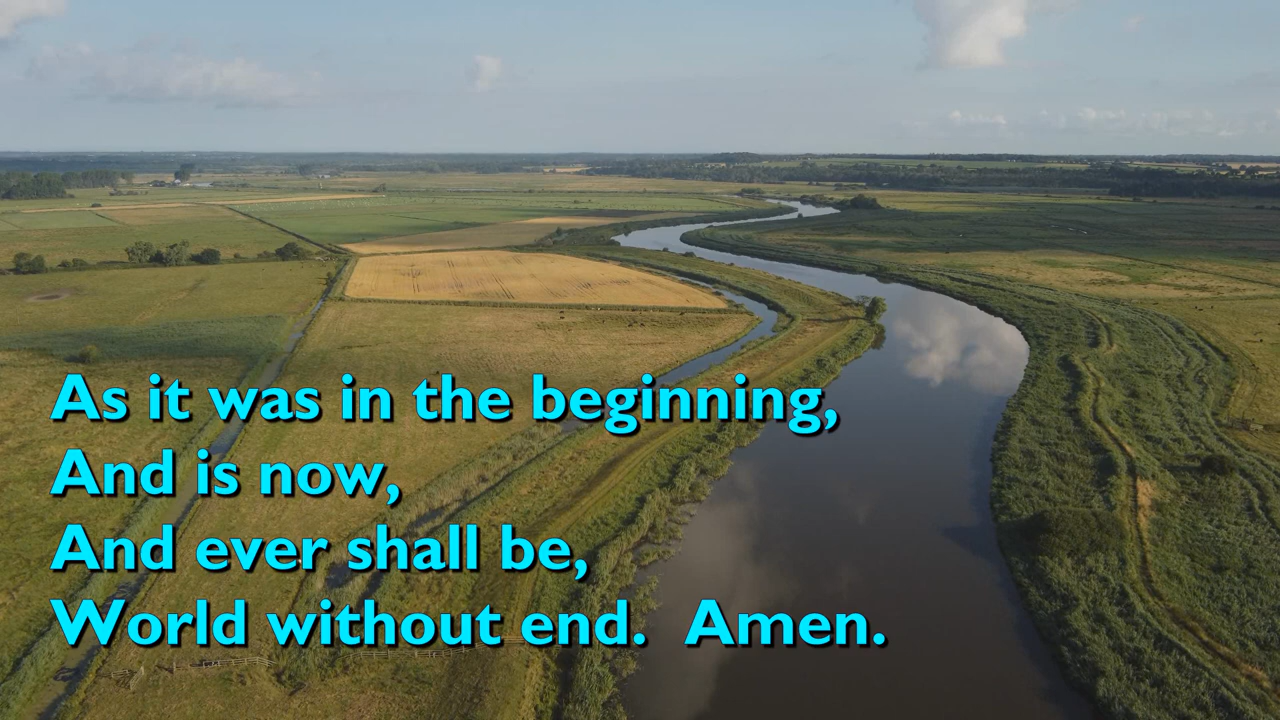 As it was in the beginning,
And is now,
And ever shall be,
World without end.  Amen.